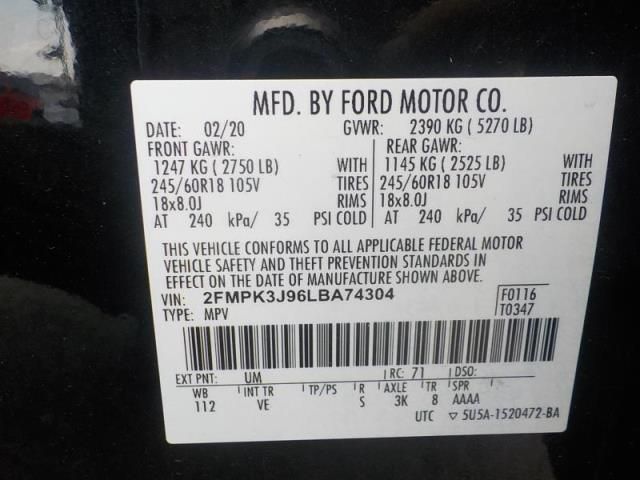 MFD. BY FORD MOTOR CO.
DATE: 02/20 GVWR: 2390 KG ( 5270 LB)
FRONT GAWR: REAR GAWR:
1247 KG ( 2750 LB) WITH 1145 KG ( 2525 LB) WITH
245/60R18 105V TIRES 245/60R18 105V TIRES
18x8.0J RIMS 18x8.0J RIMS
AT 240 kPa/ 35 PSI COLD AT 240 kPa/ 35 PSI COLD
THIS VEHICLE CONFORMS TO ALL APPLICABLE FEDERAL MOTOR
VEHICLE SAFETY AND THEFT PREVENTION STANDARDS IN
EFFECT ON THE DATE OF MANUFACTURE SHOWN ABOVE.
VIN: 2FMPK3J96LBA74304 F0116
TYPE: MPV T0347
EXT PNT: UM RC: 71 DSO:
WB INT TR TP/PS R AXLE TR SPR
112 VE S 3K 8 AAAA
UTC ▽ 5U5A-1520472-BA